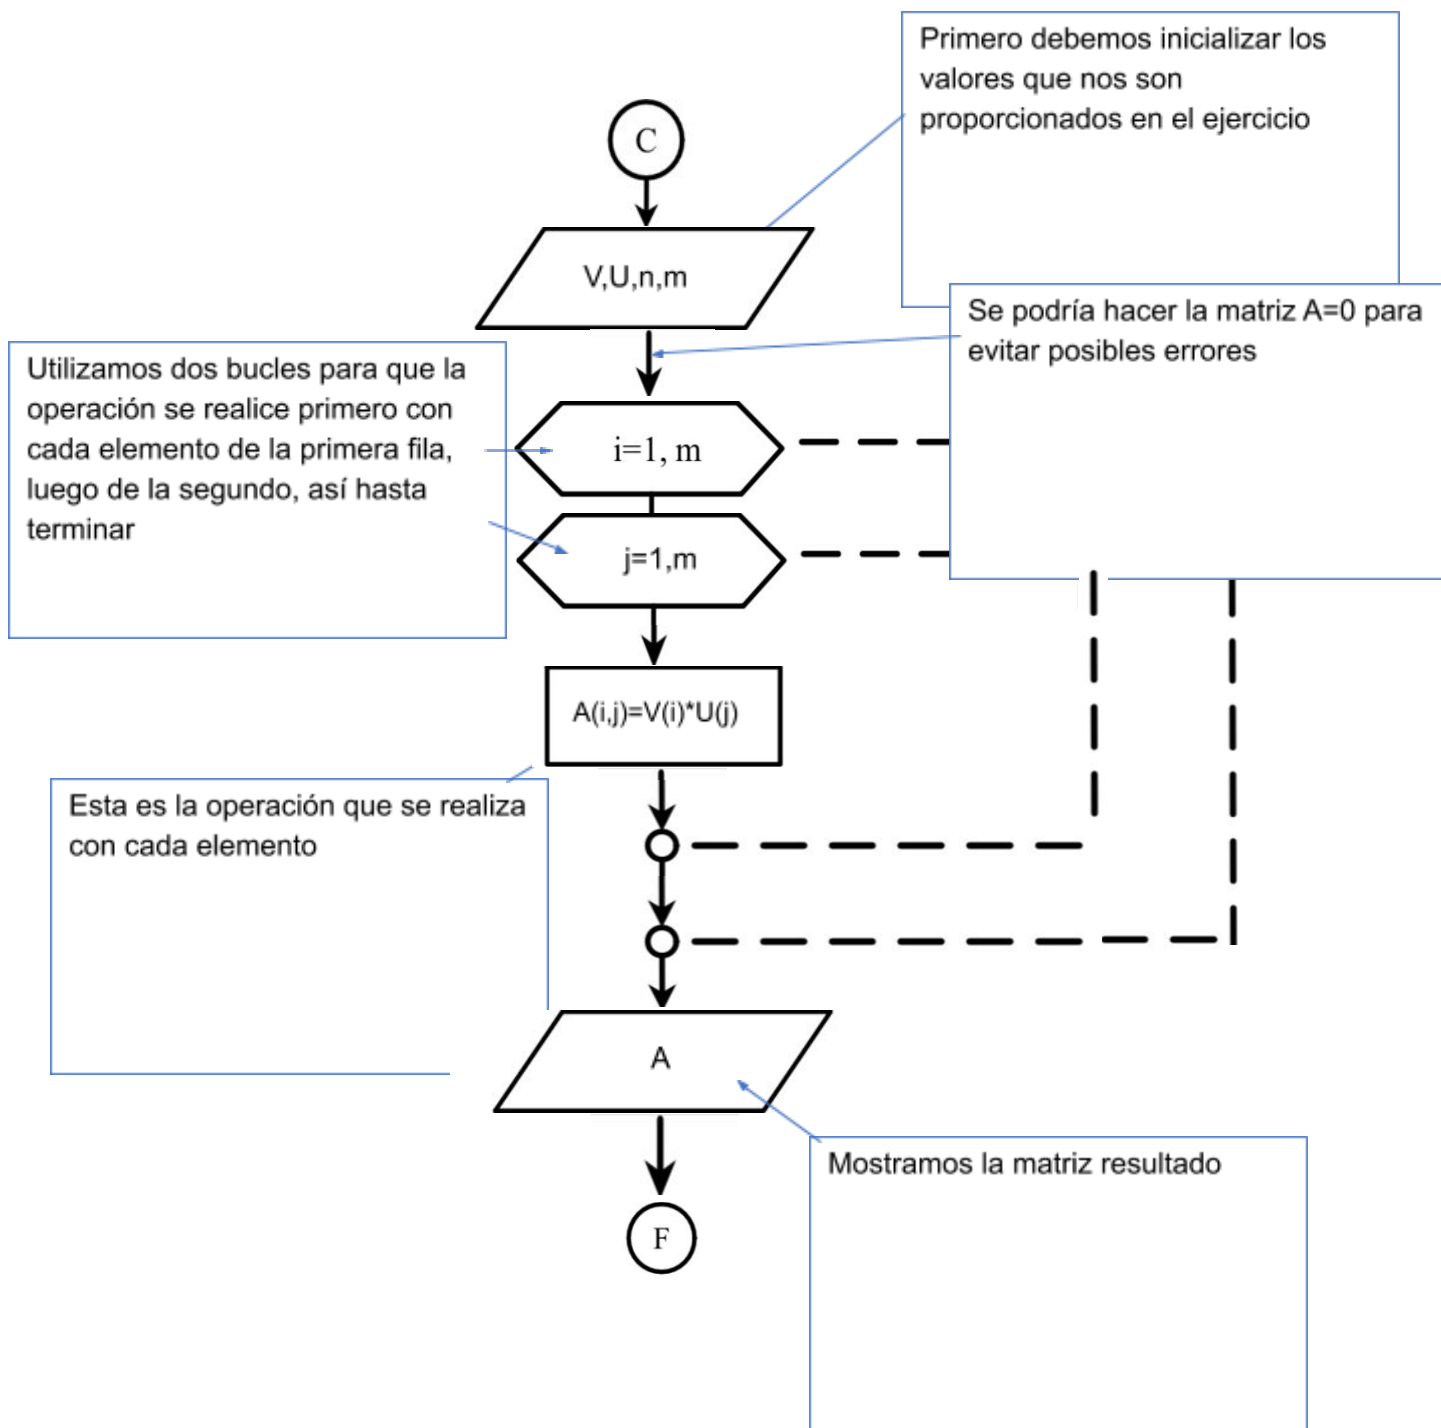 Primero debemos inicializar los
valores que nos son
proporcionados en el ejercicio
C
V,U,n,m
Se podría hacer la matriz A=0 para
evitar posibles errores
Utilizamos dos bucles para que la
operación se realice primero con
cada elemento de la primera fila,
luego de la segundo, así hasta
terminar
i=1, m
j=1,m
A(i,j)=V(i)*U(j)
Esta es la operación que se realiza
con cada elemento
A
Mostramos la matriz resultado
F